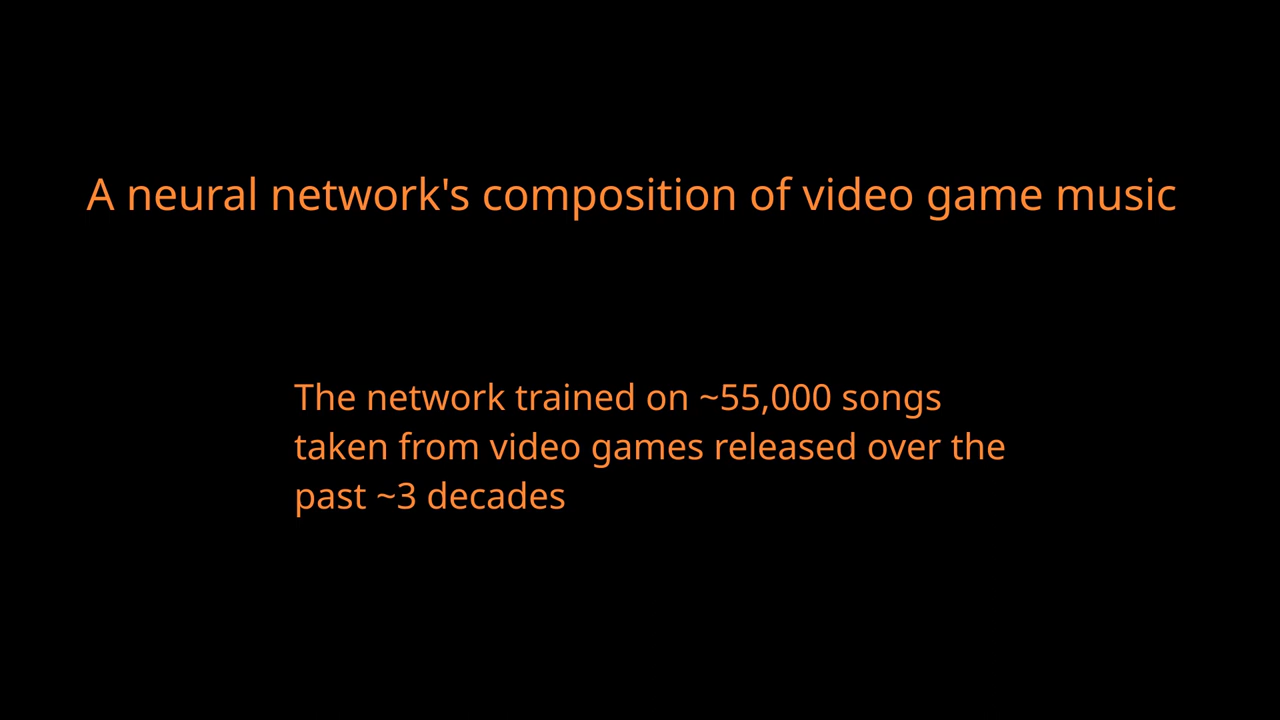 A neural network's composition of video game music
The network trained on ~55,000 songs
taken from video games released over the
past ~3 decades